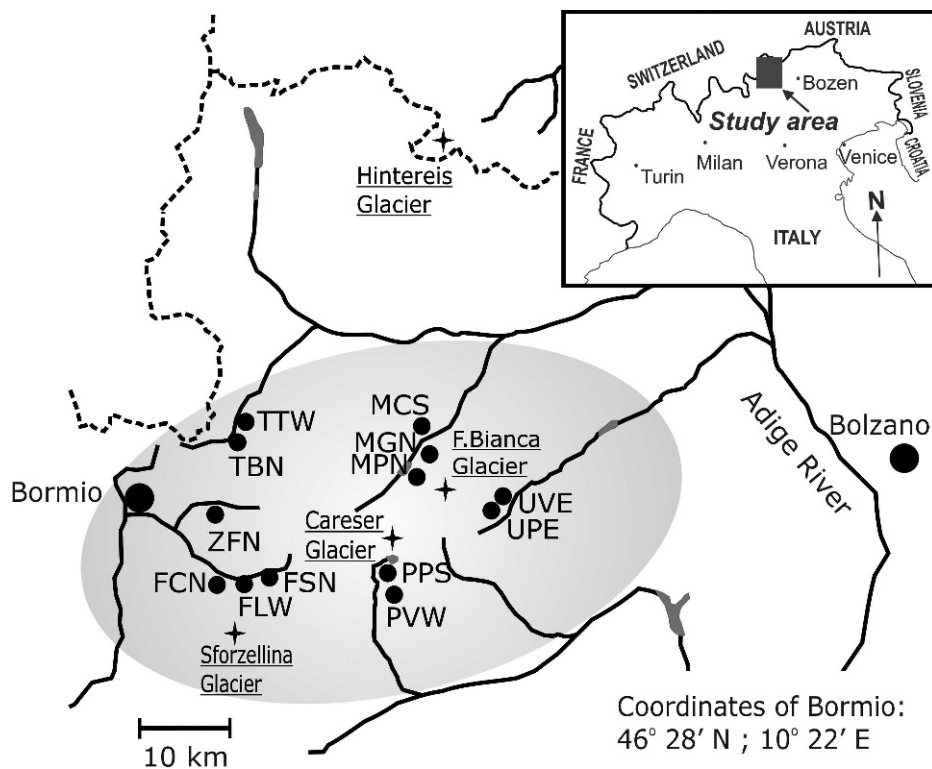 AUSTRIA
SWITZERLAND
Bozen
SLOVENIA
Study area
CROATIA
FRANCE
Milan
Verona
Venice
Turin
N
ITALY
Hintereis
Glacier
TTW
TBN
MCS
MGN
MPN
F.Bianca
Glacier
Adige River
Bolzano
Bormio
UVE
UPE
ZFN
Careser
Glacier
FCN
FSN
FLW
PPS
PVW
Sforzellina
Glacier
10 km
Coordinates of Bormio:
46° 28’ N ; 10° 22’ E